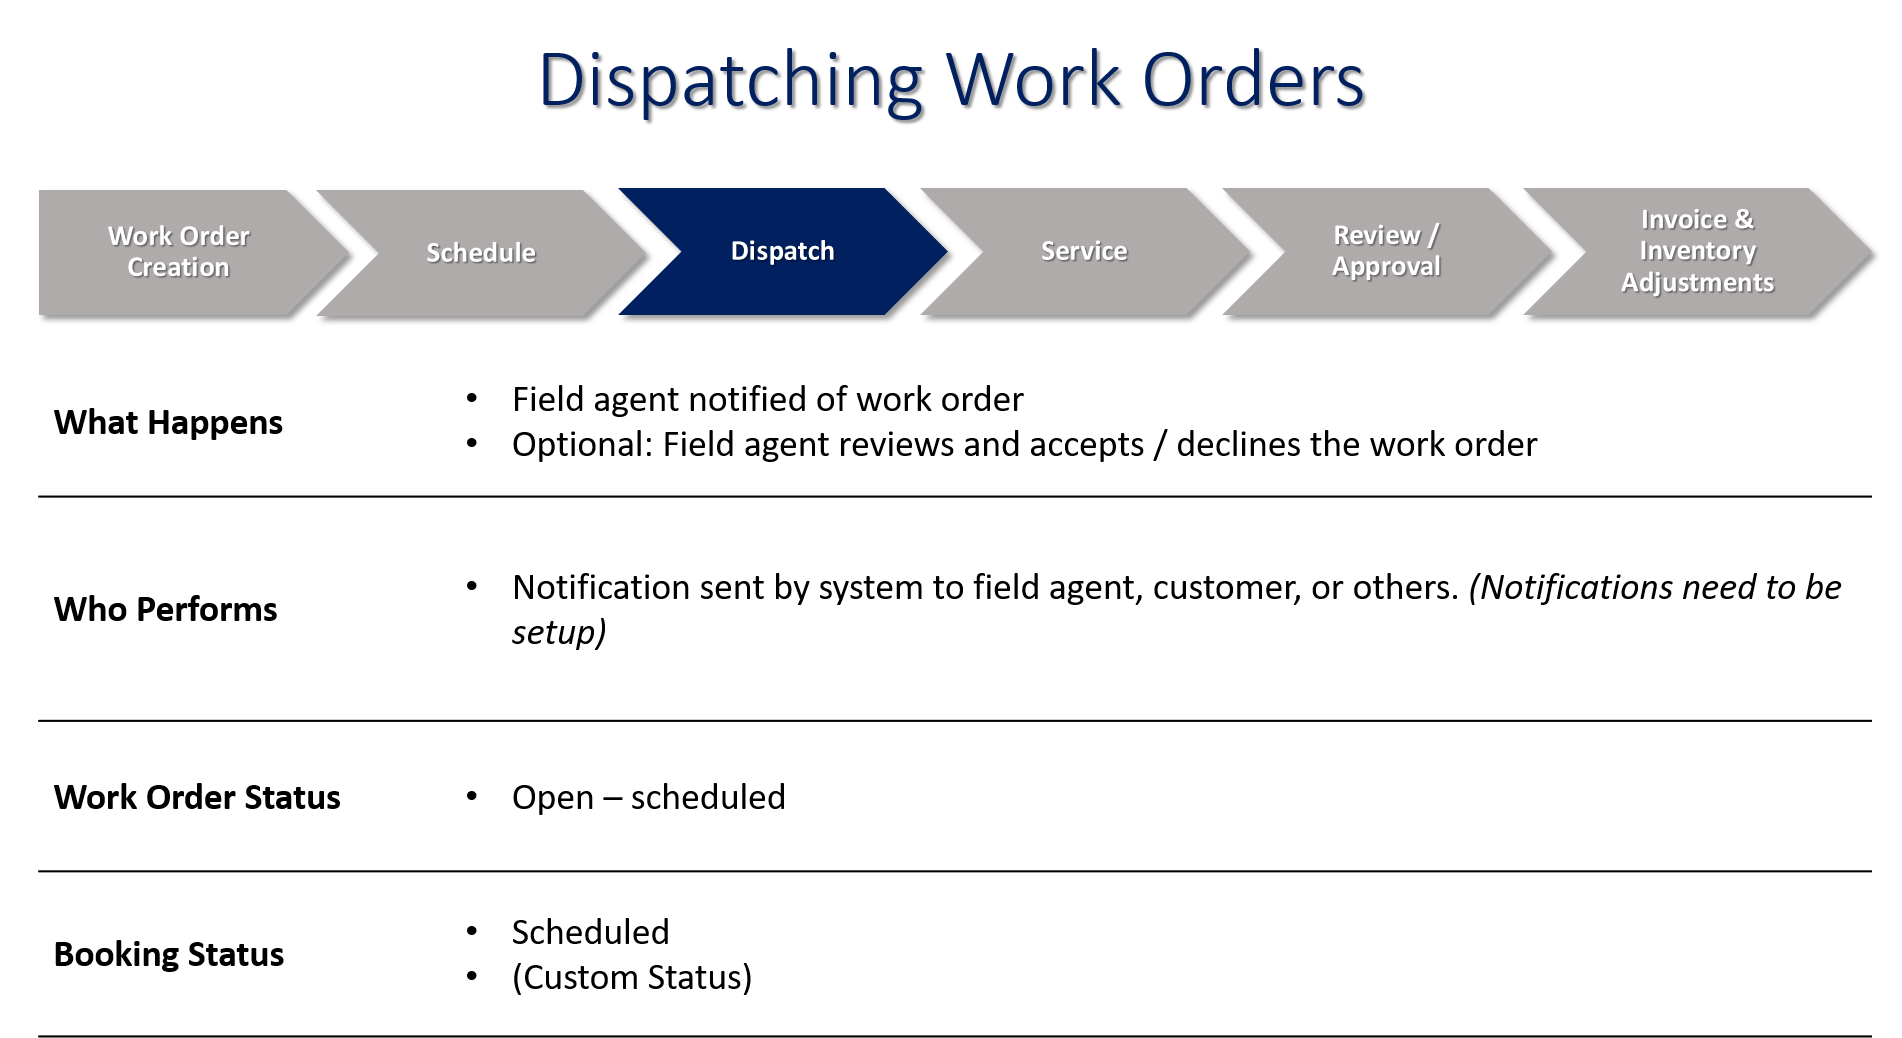 Dispatching Work Orders
Work Order
Creation
Schedule
Dispatch
Service
Review /
Approval
Invoice &
Inventory
Adjustments
What Happens
• Field agent notified of work order
• Optional: Field agent reviews and accepts / declines the work order
Who Performs
• Notification sent by system to field agent, customer, or others. (Notifications need to be
setup)
Work Order Status
• Open – scheduled
Booking Status
• Scheduled
• (Custom Status)